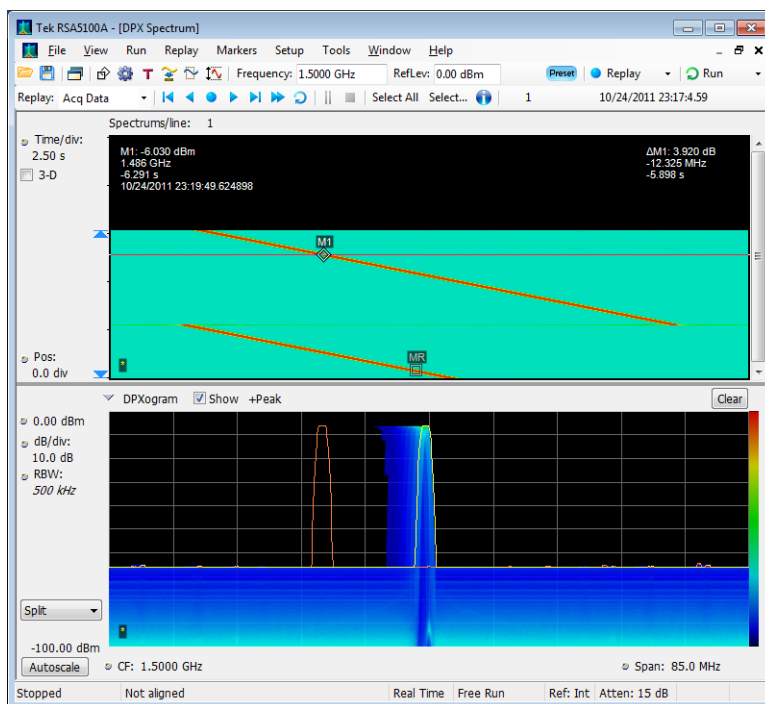 Tek RSA5100A - [DPX Spectrum]
File View Run Replay Markers Setup Tools Window Help
Frequency: 1.5000 GHz RefLev: 0.00 dBm Preset Replay Run
Replay: Acq Data Select All Select... 1 10/24/2011 23:17:4.59
Spectrums/line: 1
Time/div:
2.50 s
3-D
M1: -6.030 dBm
1.486 GHz
-6.291 s
10/24/2011 23:19:49.624898
ΔM1: 3.920 dB
-12.325 MHz
-5.898 s
M1
MR
Pos:
0.0 div
DPXogram Show +Peak Clear
0.00 dBm
dB/div:
10.0 dB
RBW:
500 kHz
Split
-100.00 dBm
Autoscale CF: 1.5000 GHz Span: 85.0 MHz
Stopped Not aligned Real Time Free Run Ref: Int Atten: 15 dB